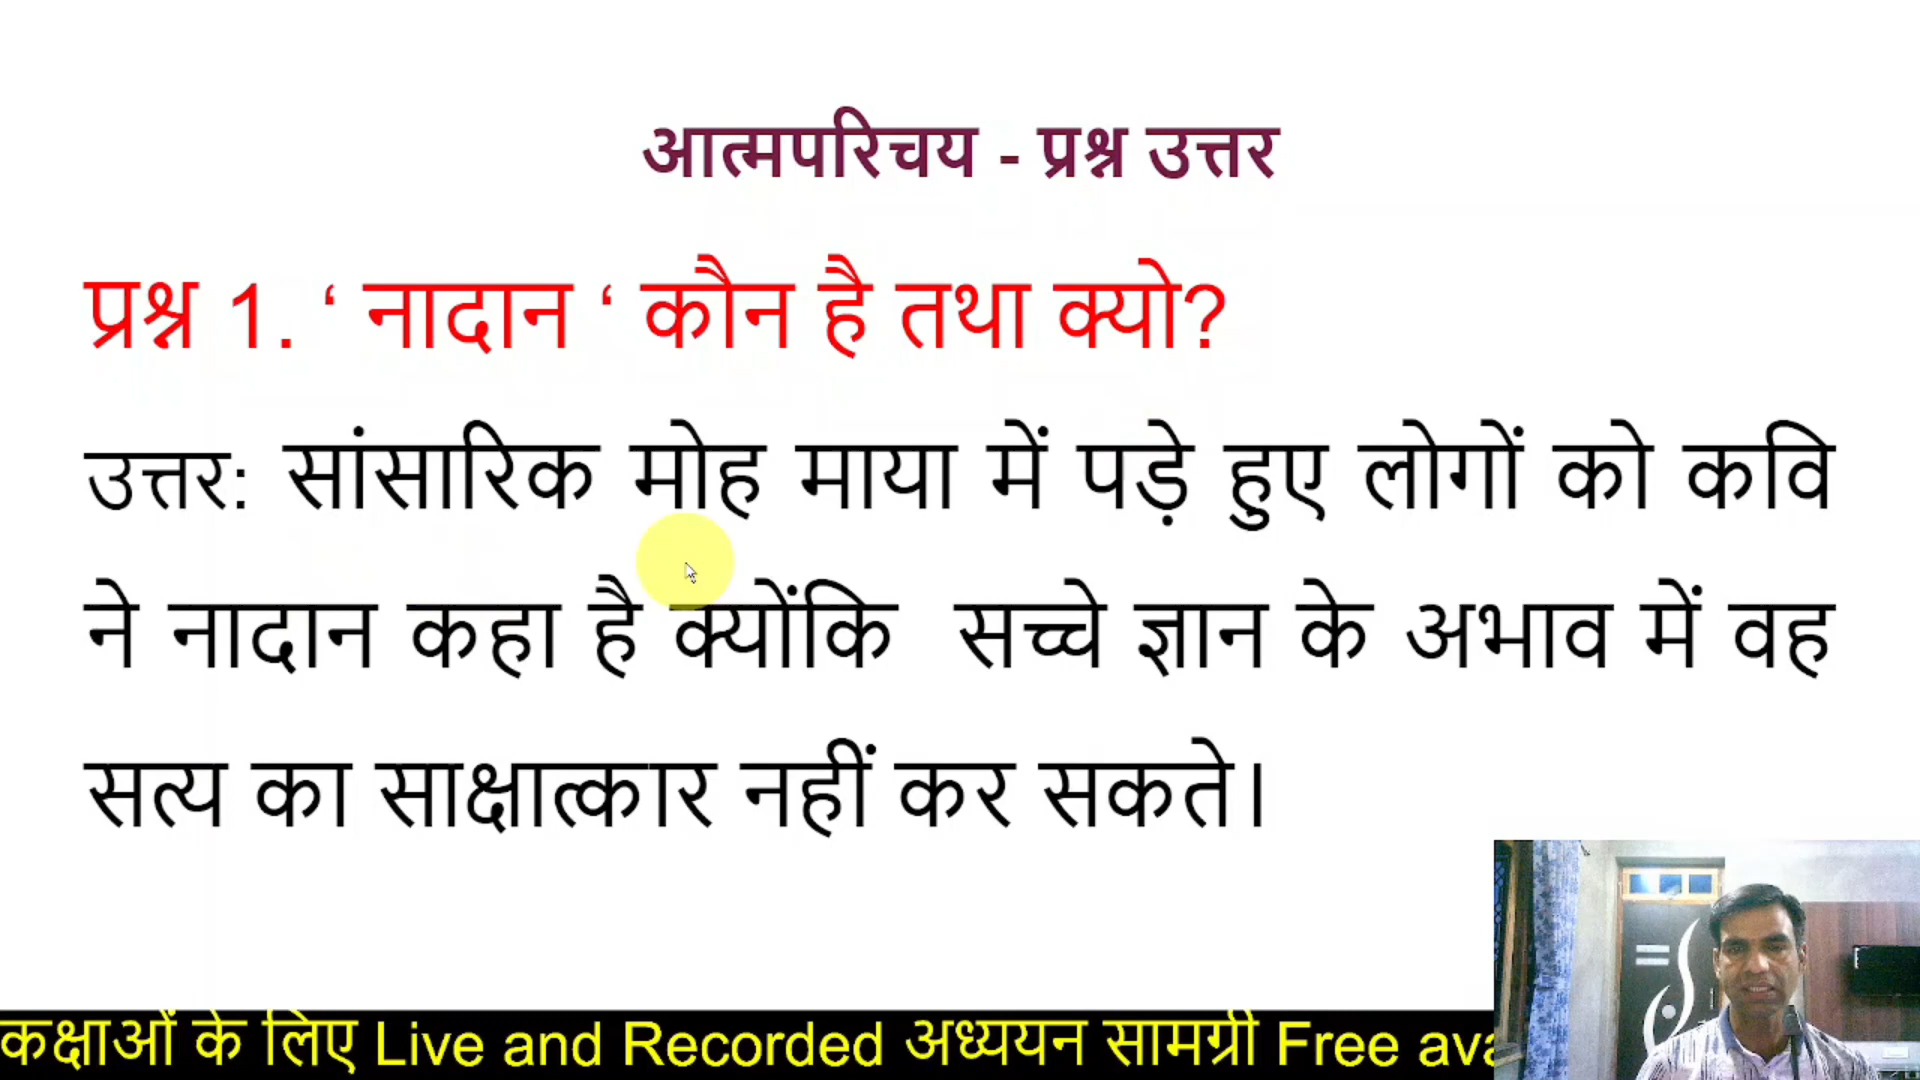 आत्मपरिचय - प्रश्न उत्तर
प्रश्न 1. ‘ नादान ‘ कौन है तथा क्यो?
उत्तर: सांसारिक मोह माया में पड़े हुए लोगों को कवि
ने नादान कहा है क्योंकि सच्चे ज्ञान के अभाव में वह
सत्य का साक्षात्कार नहीं कर सकते।
कक्षाओं के लिए Live and Recorded अध्ययन सामग्री Free ava